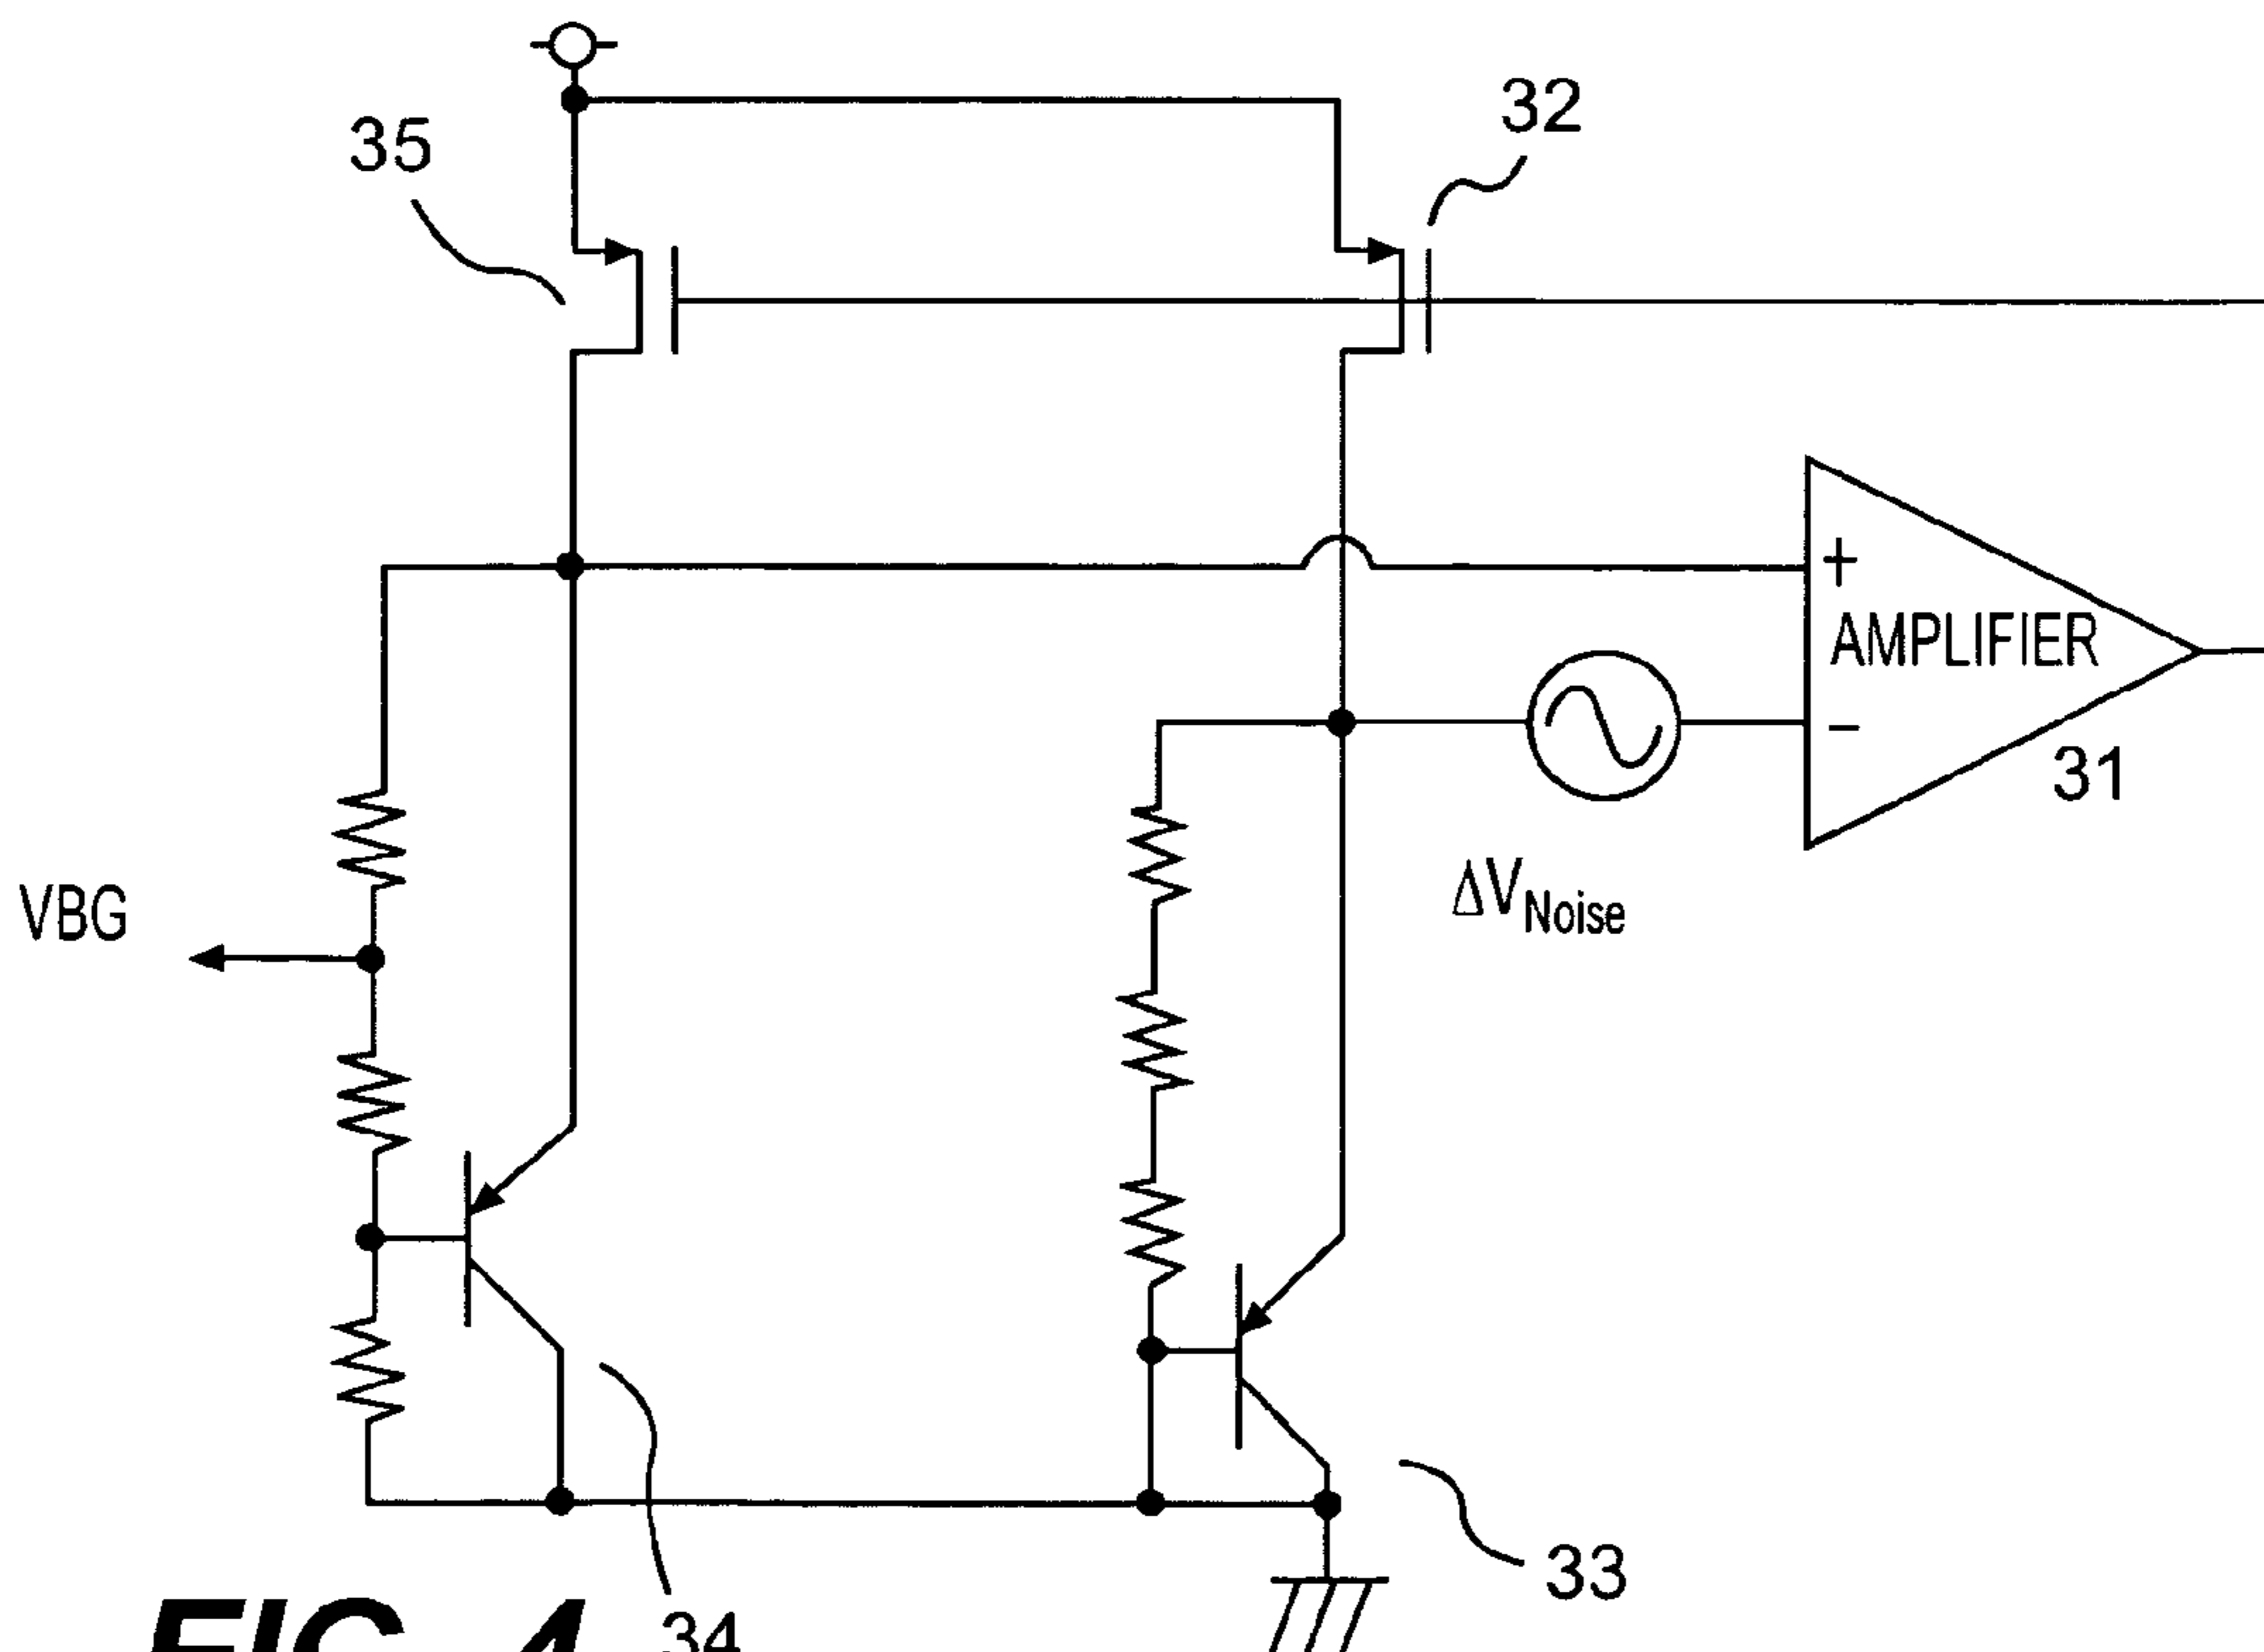 32
35
+
AMPLIFIER
−
31
VBG
ΔVNoise
33
34
FIG. 4